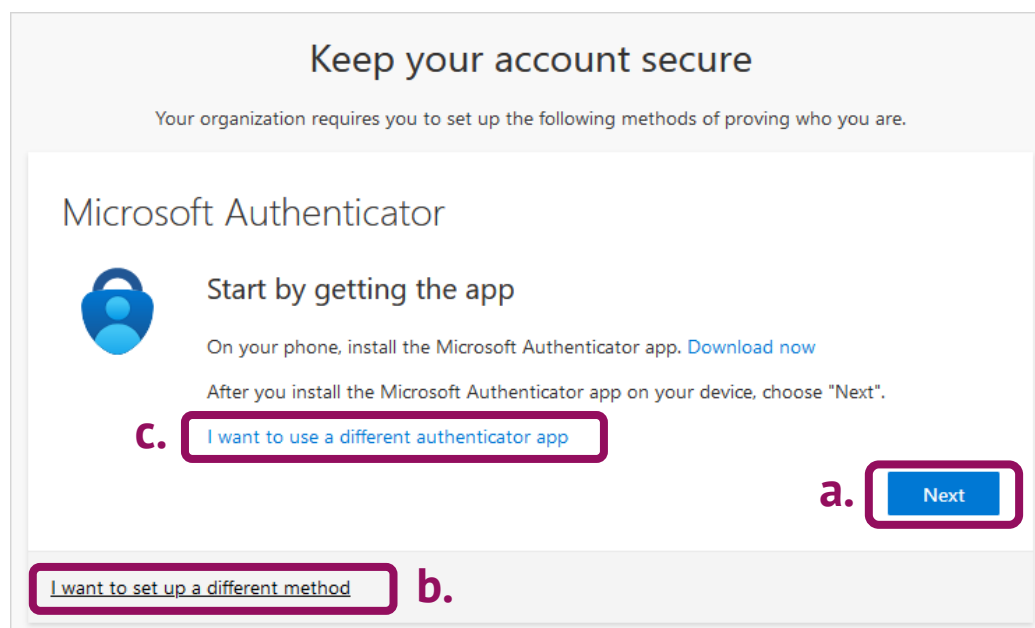 Keep your account secure
Your organization requires you to set up the following methods of proving who you are.
Microsoft Authenticator
Start by getting the app
On your phone, install the Microsoft Authenticator app. Download now
After you install the Microsoft Authenticator app on your device, choose "Next".
c. I want to use a different authenticator app
a. Next
I want to set up a different method b.